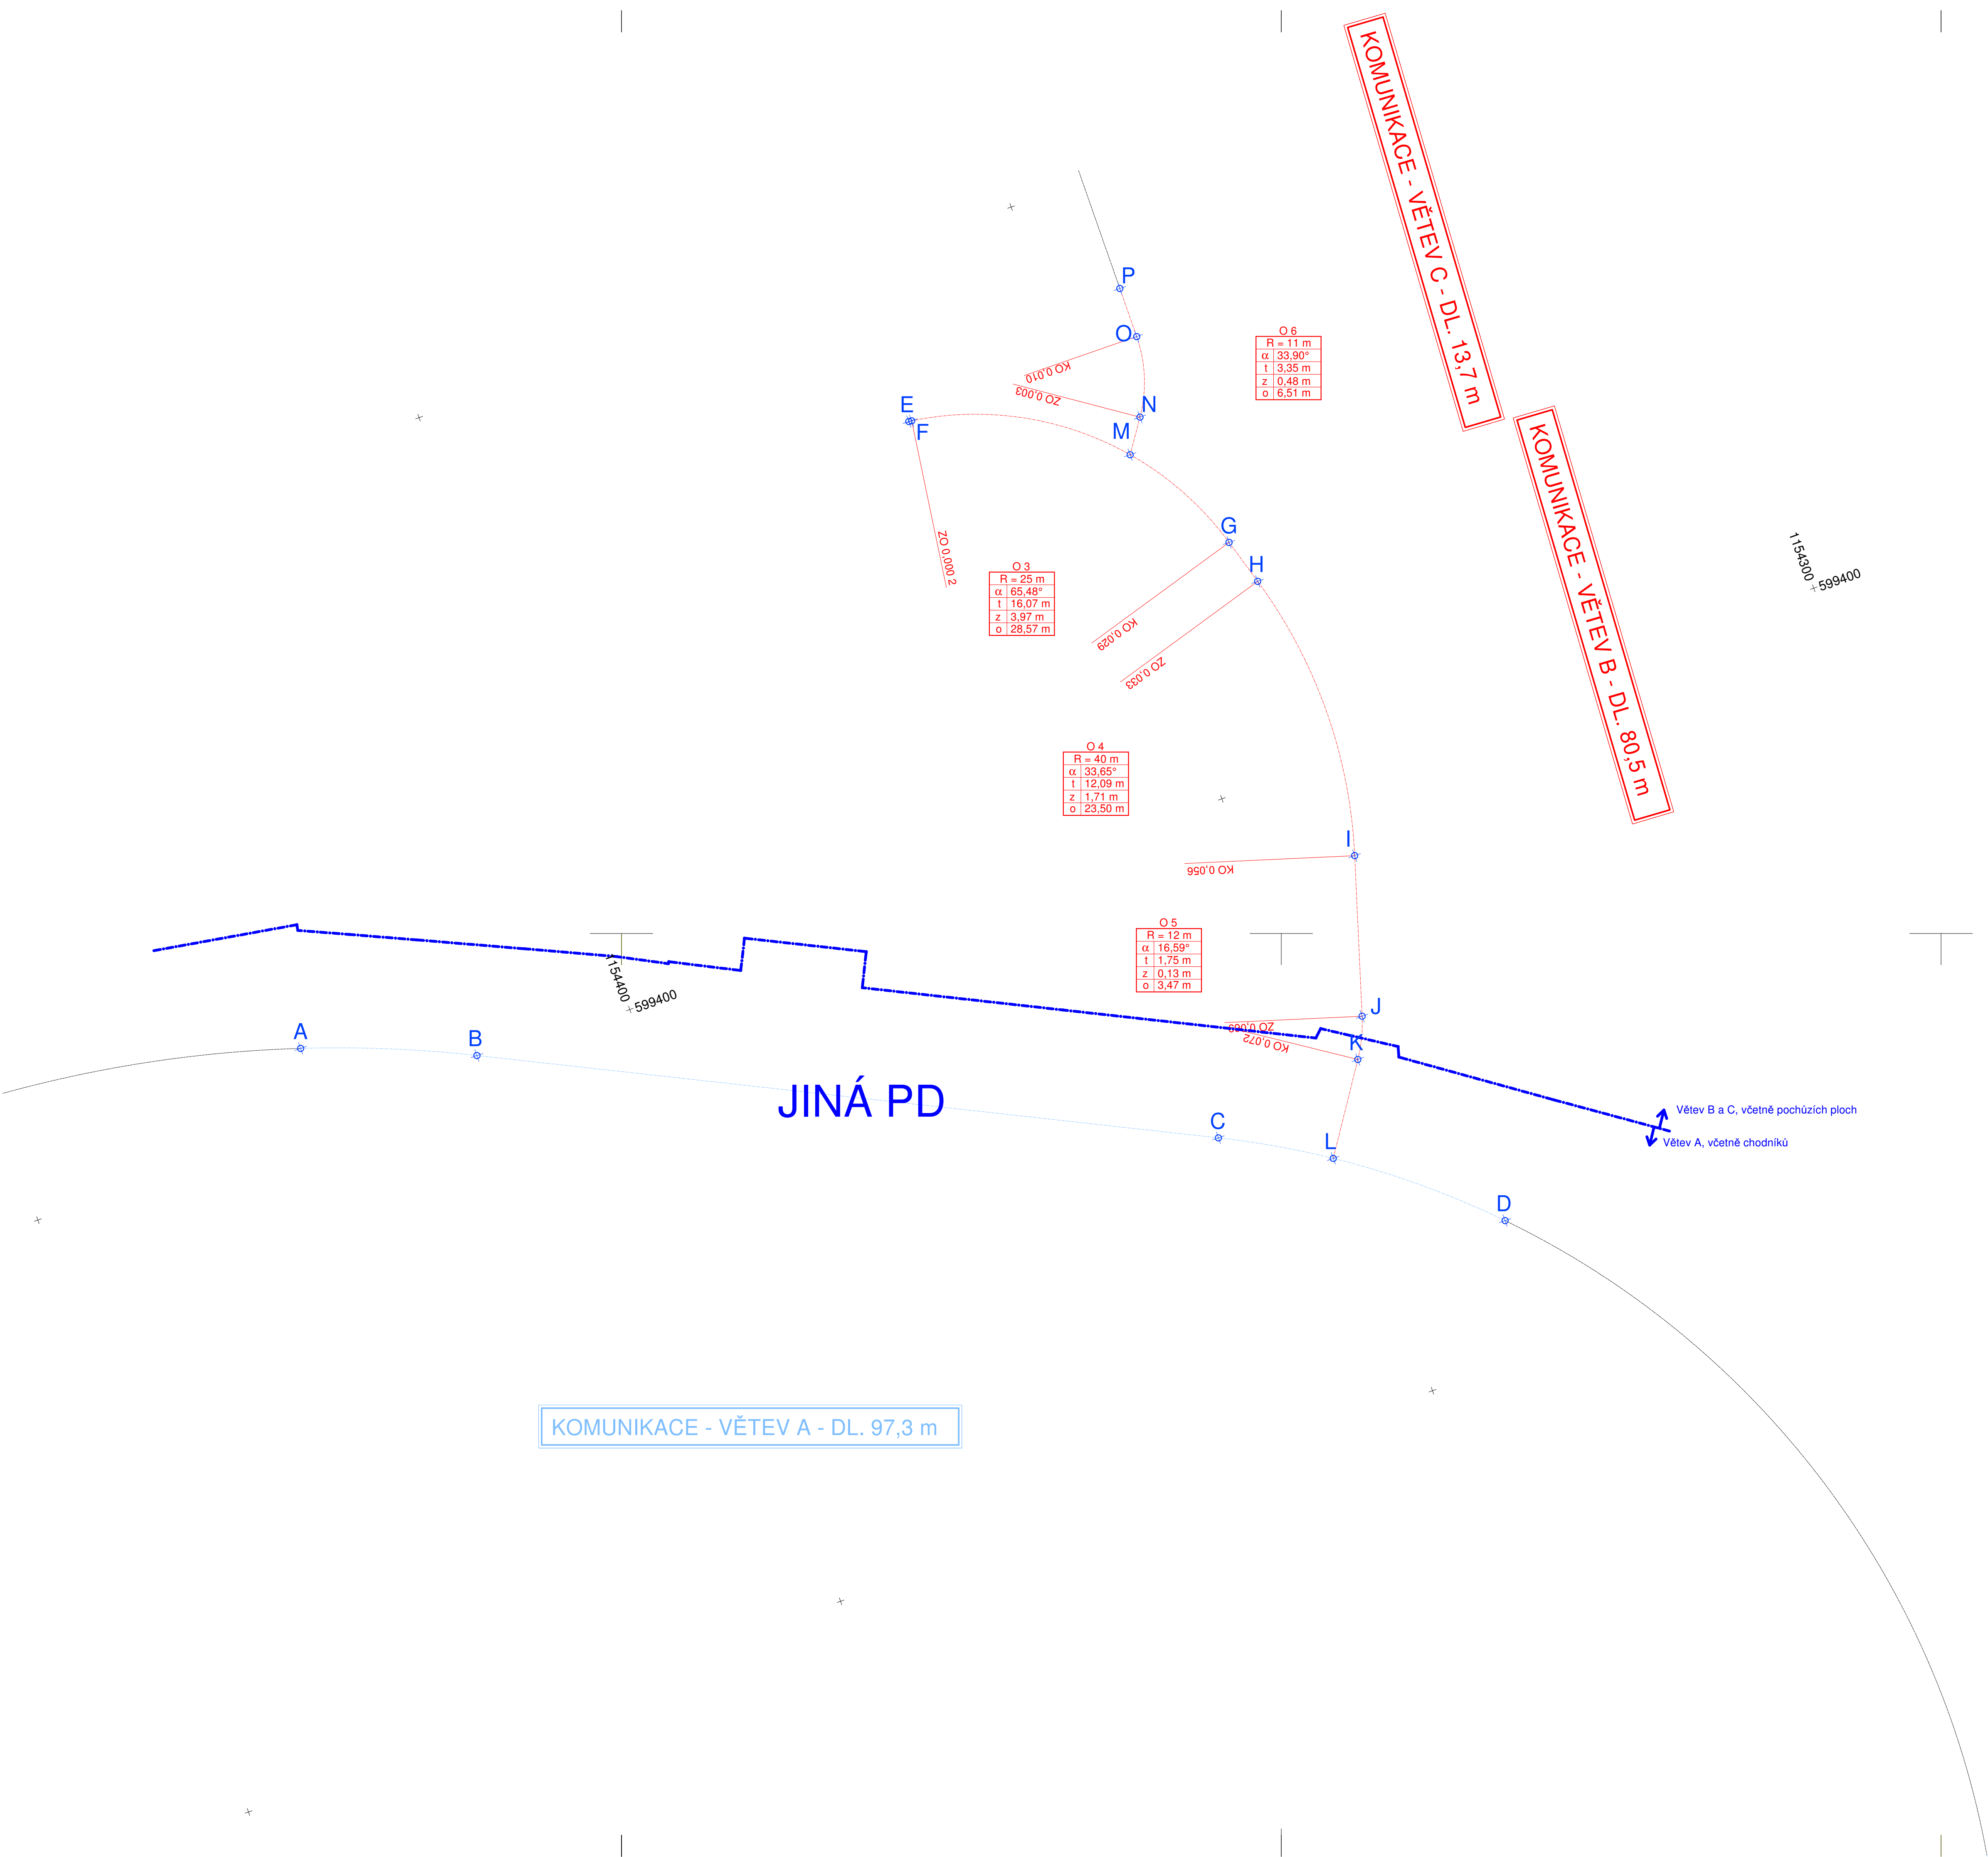 KOMUNIKACE - VĚTEV C - DL. 13,7 m
KOMUNIKACE - VĚTEV B - DL. 80,5 m
P
O
KO 0,010
ZO 0,003
N
M
E
F
ZO 0,000 2
O 6
R = 11 m
α 33,90°
t 3,35 m
z 0,48 m
o 6,51 m
G
H
KO 0,029
ZO 0,033
O 3
R = 25 m
α 65,48°
t 16,07 m
z 3,97 m
o 28,57 m
1154300
599400
O 4
R = 40 m
α 33,65°
t 12,09 m
z 1,71 m
o 23,50 m
I
KO 0,056
O 5
R = 12 m
α 16,59°
t 1,75 m
z 0,13 m
o 3,47 m
1154400
599400
J
ZO 0,069
KO 0,072
K
A
B
JINÁ PD
C
L
D
Větev B a C, včetně pochůzích ploch
Větev A, včetně chodníků
KOMUNIKACE - VĚTEV A - DL. 97,3 m